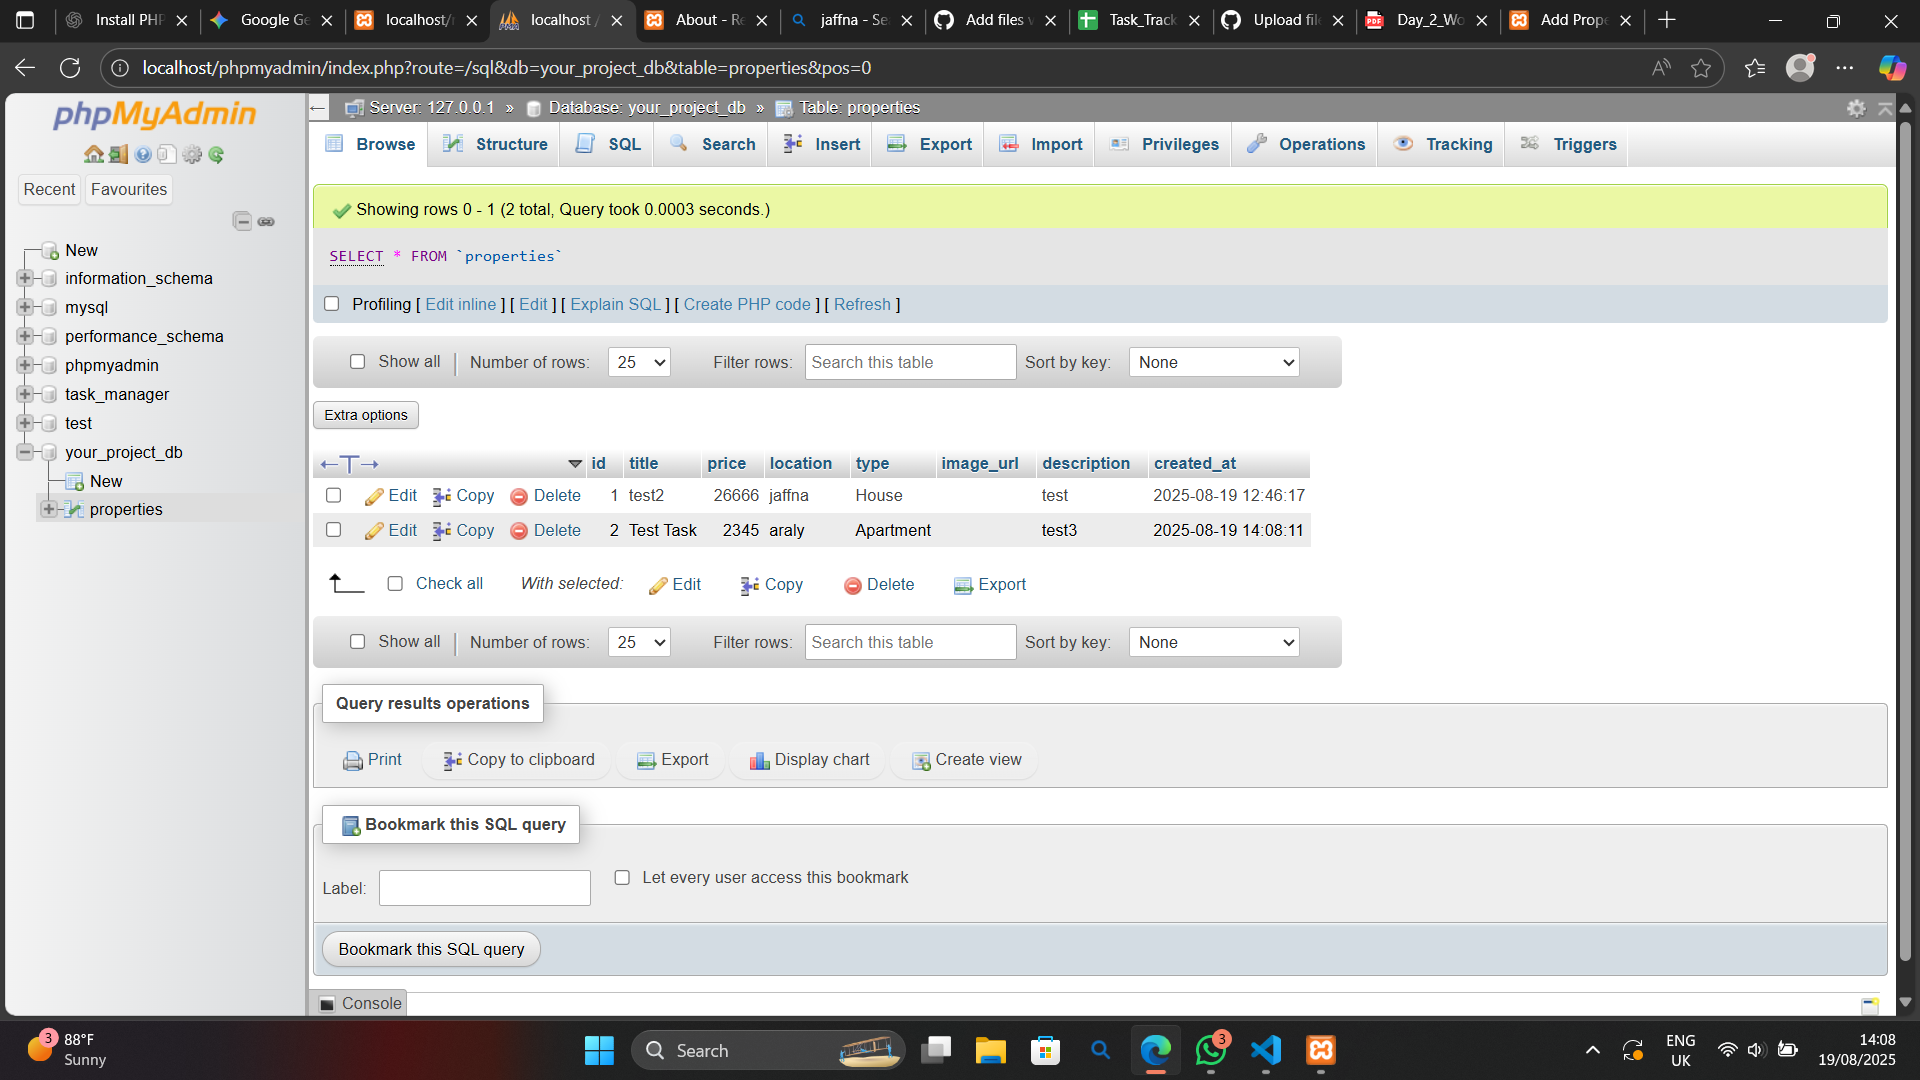 Install PHP
Google Ge
localhost/r
localhost /
About - Re
jaffna - Se
Add files v
Task_Track
Upload file
Day_2_Wo
Add Prope
localhost/phpmyadmin/index.php?route=/sql&db=your_project_db&table=properties&pos=0
phpMyAdmin
Recent
Favourites
New
information_schema
mysql
performance_schema
phpmyadmin
task_manager
test
your_project_db
New
properties
Server: 127.0.0.1 » Database: your_project_db » Table: properties
Browse Structure SQL Search Insert Export Import Privileges Operations Tracking Triggers
Showing rows 0 - 1 (2 total, Query took 0.0003 seconds.)
SELECT * FROM `properties`
Profiling [ Edit inline ] [ Edit ] [ Explain SQL ] [ Create PHP code ] [ Refresh ]
Show all Number of rows: 25 Filter rows: Search this table Sort by key: None
Extra options
id title price location type image_url description created_at
Edit Copy Delete 1 test2 26666 jaffna House test 2025-08-19 12:46:17
Edit Copy Delete 2 Test Task 2345 araly Apartment test3 2025-08-19 14:08:11
Check all With selected: Edit Copy Delete Export
Show all Number of rows: 25 Filter rows: Search this table Sort by key: None
Query results operations
Print Copy to clipboard Export Display chart Create view
Bookmark this SQL query
Label: Let every user access this bookmark
Bookmark this SQL query
Console
3
88°F
Sunny
Search
3
ENG
UK
14:08
19/08/2025